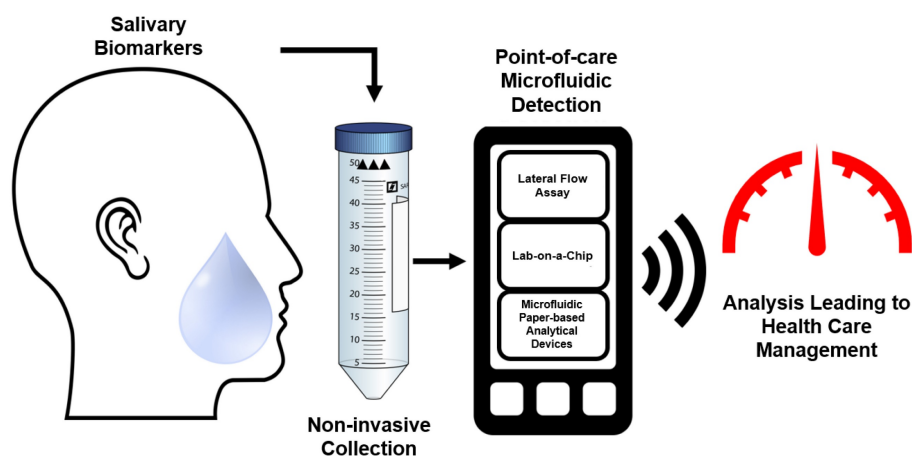 Salivary
Biomarkers
Point-of-care
Microfluidic
Detection
50
45
40
35
30
25
20
15
10
5
Lateral Flow
Assay
Lab-on-a-Chip
Microfluidic
Paper-based
Analytical
Devices
Non-invasive
Collection
Analysis Leading to
Health Care
Management